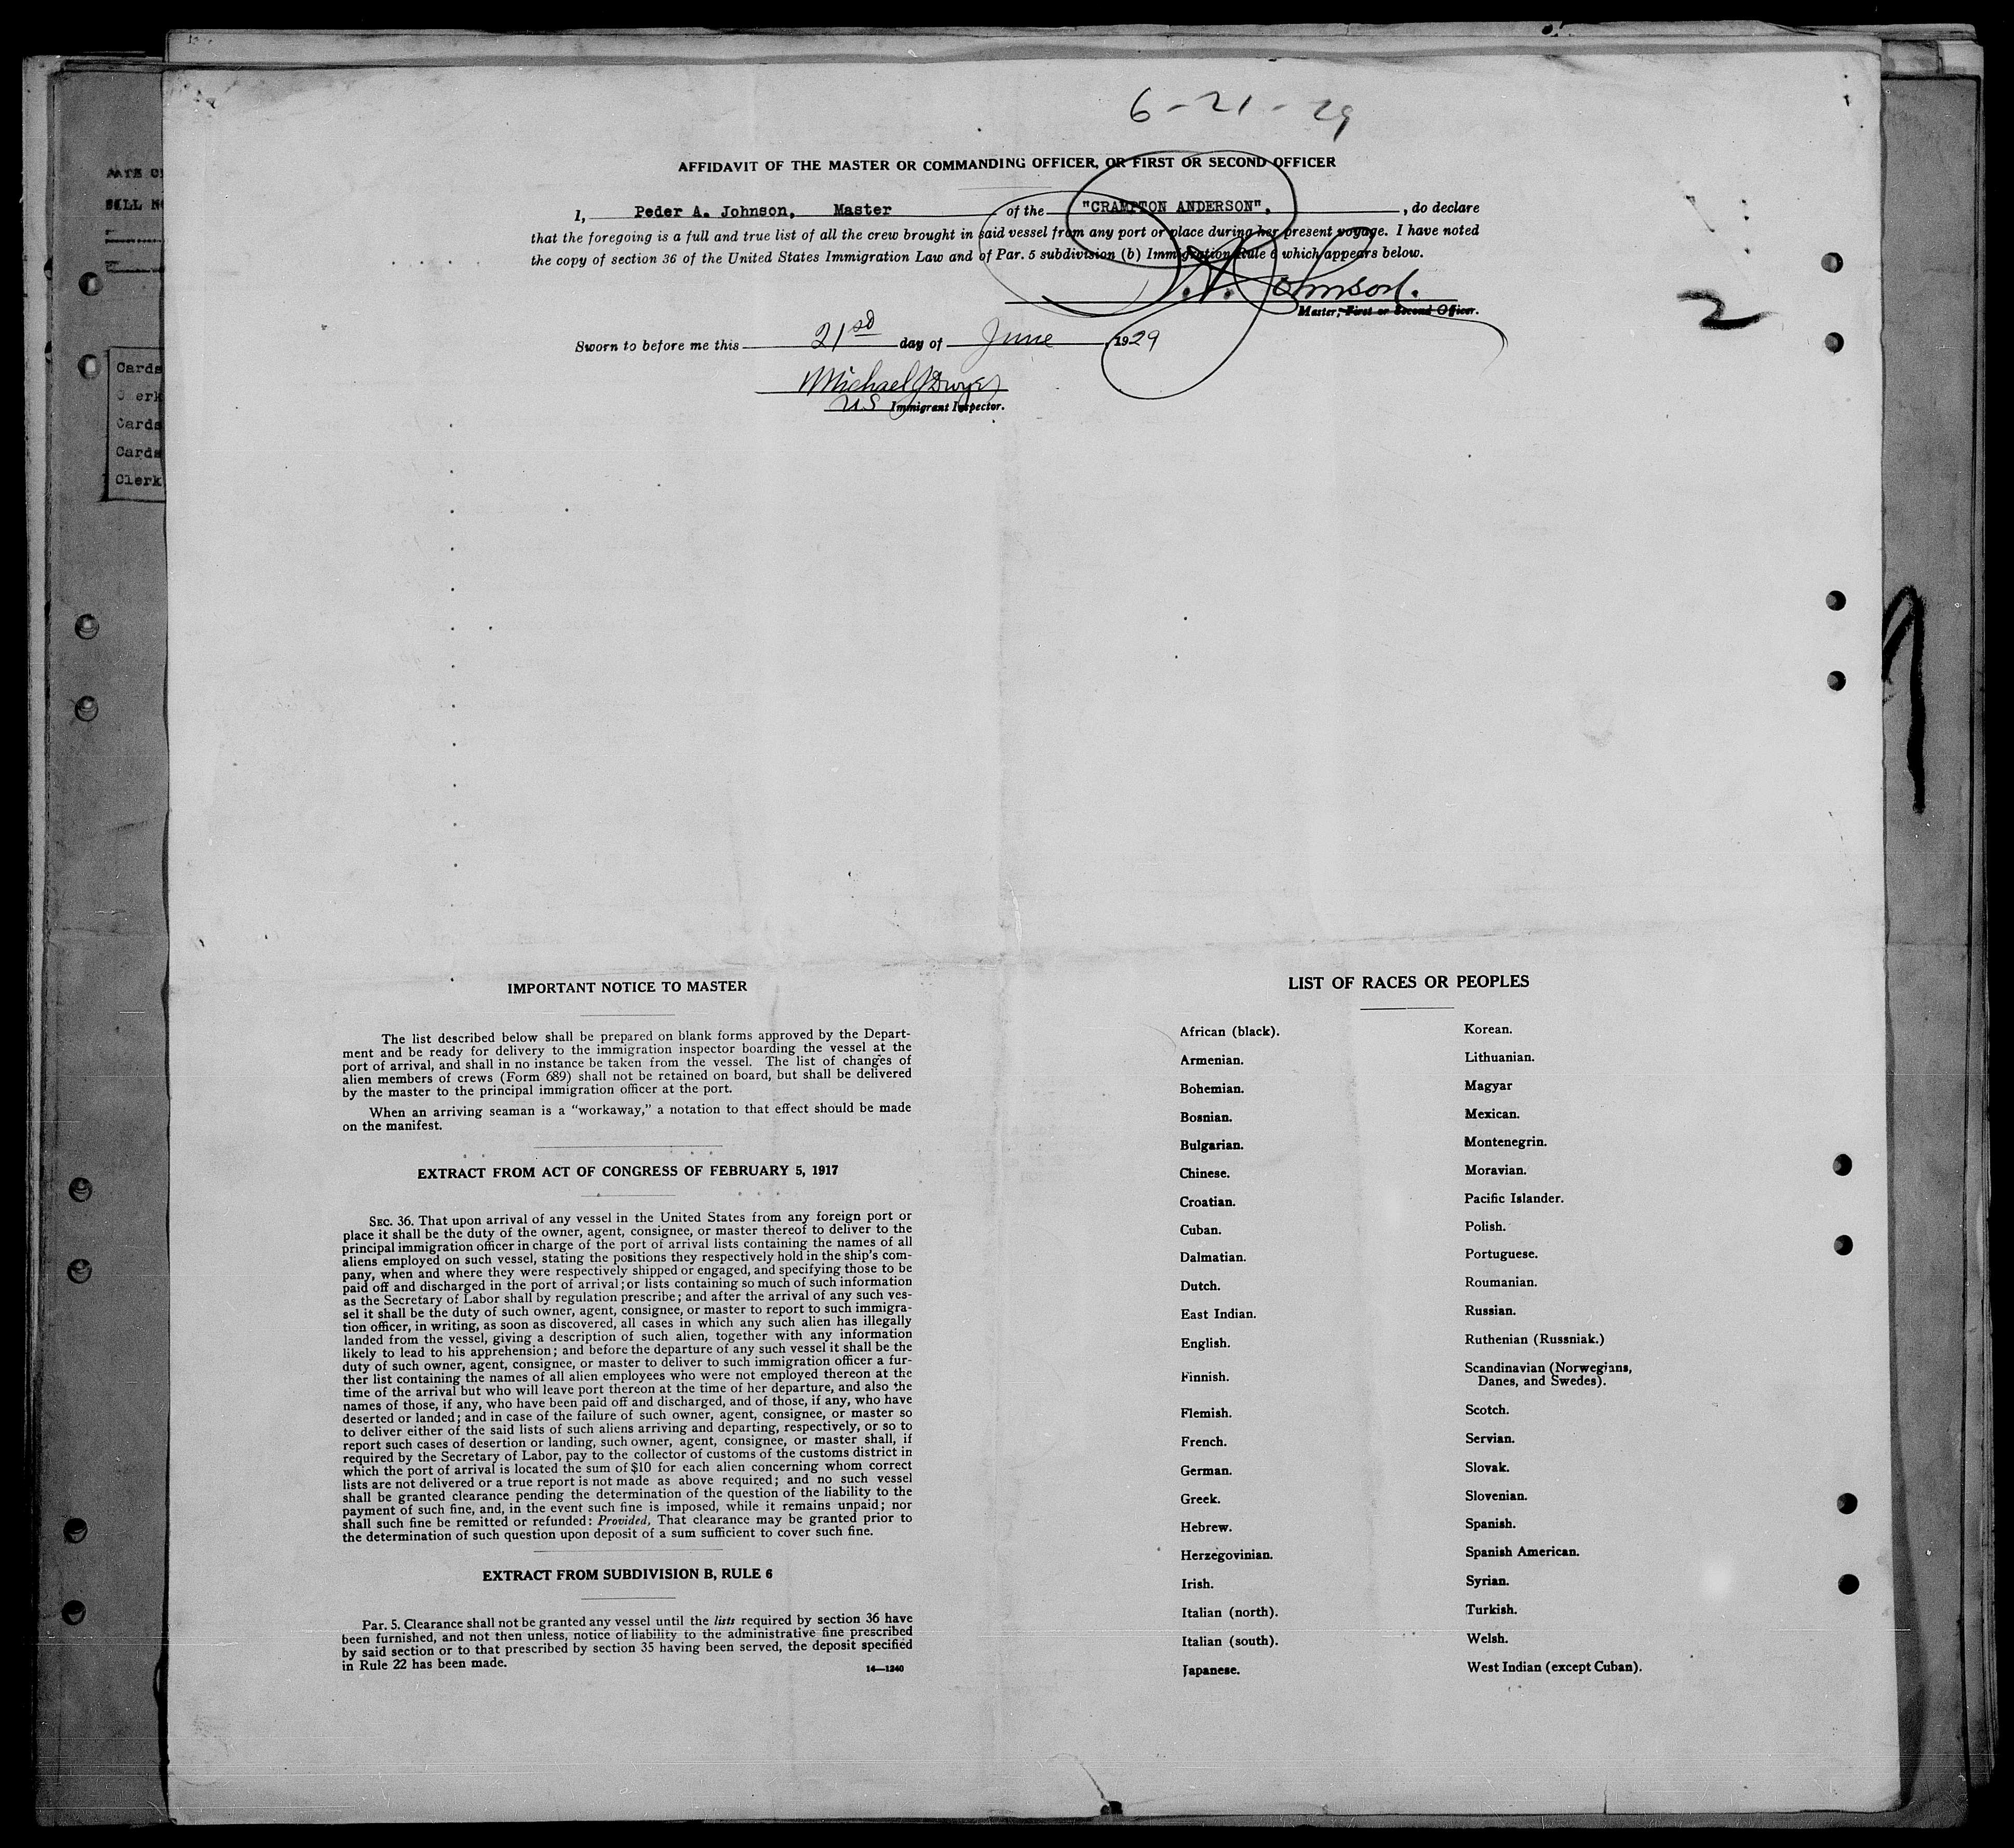 6-21-29
AFFIDAVIT OF THE MASTER OR COMMANDING OFFICER, OR FIRST OR SECOND OFFICER
I, Peder A. Johnson, Master of the "CRAMPTON ANDERSON", do declare
that the foregoing is a full and true list of all the crew brought in said vessel from any port or place during her present voyage. I have noted
the copy of section 36 of the United States Immigration Law and of Par. 5 subdivision (b) Immigration Rule 6 which appears below.
P. A. Johnson.
Master, First or Second Officer.
2
Sworn to before me this 21sd day of June, 1929
Michael J Dwyer
US Immigrant Inspector.
Cards
Clerk
Cards
Cards
Clerk
IMPORTANT NOTICE TO MASTER
The list described below shall be prepared on blank forms approved by the Depart-
ment and be ready for delivery to the immigration inspector boarding the vessel at the
port of arrival, and shall in no instance be taken from the vessel. The list of changes of
alien members of crews (Form 689) shall not be retained on board, but shall be delivered
by the master to the principal immigration officer at the port.
When an arriving seaman is a "workaway," a notation to that effect should be made
on the manifest.
EXTRACT FROM ACT OF CONGRESS OF FEBRUARY 5, 1917
SEC. 36. That upon arrival of any vessel in the United States from any foreign port or
place it shall be the duty of the owner, agent, consignee, or master thereof to deliver to the
principal immigration officer in charge of the port of arrival lists containing the names of all
aliens employed on such vessel, stating the positions they respectively hold in the ship's com-
pany, when and where they were respectively shipped or engaged, and specifying those to be
paid off and discharged in the port of arrival; or lists containing so much of such information
as the Secretary of Labor shall by regulation prescribe; and after the arrival of any such ves-
sel it shall be the duty of such owner, agent, consignee, or master to report to such immigra-
tion officer, in writing, as soon as discovered, all cases in which any such alien has illegally
landed from the vessel, giving a description of such alien, together with any information
likely to lead to his apprehension; and before the departure of any such vessel it shall be the
duty of such owner, agent, consignee, or master to deliver to such immigration officer a fur-
ther list containing the names of all alien employees who were not employed thereon at the
time of the arrival but who will leave port thereon at the time of her departure, and also the
names of those, if any, who have been paid off and discharged, and of those, if any, who have
deserted or landed; and in case of the failure of such owner, agent, consignee, or master so
to deliver either of the said lists of such aliens arriving and departing, respectively, or so to
report such cases of desertion or landing, such owner, agent, consignee, or master shall, if
required by the Secretary of Labor, pay to the collector of customs of the customs district in
which the port of arrival is located the sum of $10 for each alien concerning whom correct
lists are not delivered or a true report is not made as above required; and no such vessel
shall be granted clearance pending the determination of the question of the liability to the
payment of such fine, and, in the event such fine is imposed, while it remains unpaid; nor
shall such fine be remitted or refunded: Provided, That clearance may be granted prior to
the determination of such question upon deposit of a sum sufficient to cover such fine.
EXTRACT FROM SUBDIVISION B, RULE 6
Par. 5. Clearance shall not be granted any vessel until the lists required by section 36 have
been furnished, and not then unless, notice of liability to the administrative fine prescribed
by said section or to that prescribed by section 35 having been served, the deposit specified
in Rule 22 has been made.
14—1240
LIST OF RACES OR PEOPLES
African (black).
Armenian.
Bohemian.
Bosnian.
Bulgarian.
Chinese.
Croatian.
Cuban.
Dalmatian.
Dutch.
East Indian.
English.
Finnish.
Flemish.
French.
German.
Greek.
Hebrew.
Herzegovinian.
Irish.
Italian (north).
Italian (south).
Japanese.
Korean.
Lithuanian.
Magyar
Mexican.
Montenegrin.
Moravian.
Pacific Islander.
Polish.
Portuguese.
Roumanian.
Russian.
Ruthenian (Russniak.)
Scandinavian (Norwegians,
Danes, and Swedes).
Scotch.
Servian.
Slovak.
Slovenian.
Spanish.
Spanish American.
Syrian.
Turkish.
Welsh.
West Indian (except Cuban).